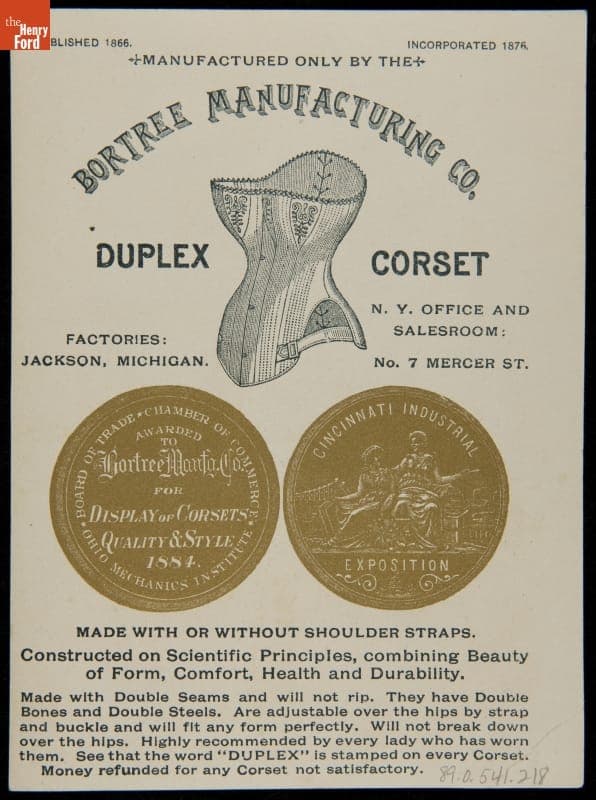 the
Henry
Ford
BLISHED 1866.
INCORPORATED 1876.
MANUFACTURED ONLY BY THE
BORTREE MANUFACTURING CO.
DUPLEX CORSET
FACTORIES:
JACKSON, MICHIGAN.
N. Y. OFFICE AND
SALESROOM:
No. 7 MERCER ST.
BOARD OF TRADE • CHAMBER OF COMMERCE • OHIO MECHANICS INSTITUTE •
AWARDED
TO
Bortree Manfg. Co.
FOR
DISPLAY OF CORSETS
QUALITY & STYLE
1884.
CINCINNATI INDUSTRIAL
EXPOSITION
MADE WITH OR WITHOUT SHOULDER STRAPS.
Constructed on Scientific Principles, combining Beauty
of Form, Comfort, Health and Durability.
Made with Double Seams and will not rip. They have Double
Bones and Double Steels. Are adjustable over the hips by strap
and buckle and will fit any form perfectly. Will not break down
over the hips. Highly recommended by every lady who has worn
them. See that the word "DUPLEX" is stamped on every Corset.
Money refunded for any Corset not satisfactory.
89.0.541.218